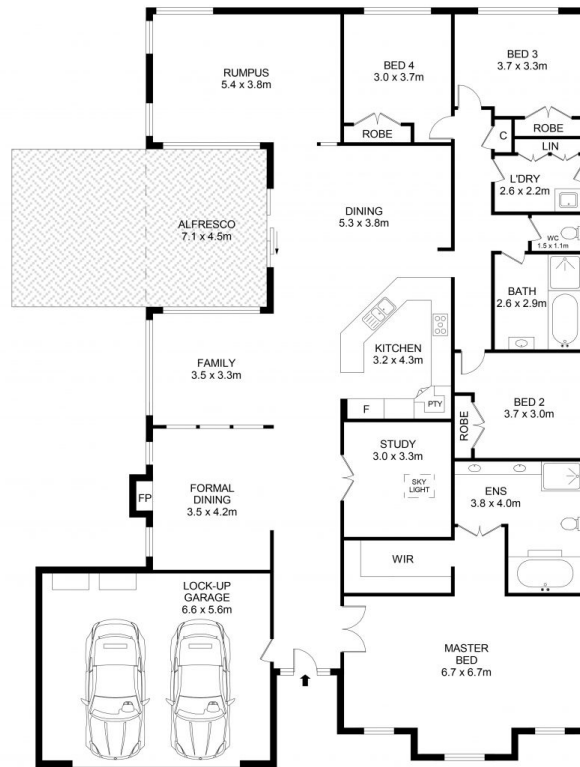 RUMPUS
5.4 x 3.8m
BED 4
3.0 x 3.7m
ROBE
BED 3
3.7 x 3.3m
ROBE
C
LIN
L'DRY
2.6 x 2.2m
WC
1.5 x 1.1m
BATH
2.6 x 2.9m
ALFRESCO
7.1 x 4.5m
DINING
5.3 x 3.8m
KITCHEN
3.2 x 4.3m
F
PTY
FAMILY
3.5 x 3.3m
BED 2
3.7 x 3.0m
ROBE
STUDY
3.0 x 3.3m
SKY
LIGHT
ENS
3.8 x 4.0m
FP
FORMAL
DINING
3.5 x 4.2m
WIR
LOCK-UP
GARAGE
6.6 x 5.6m
MASTER
BED
6.7 x 6.7m